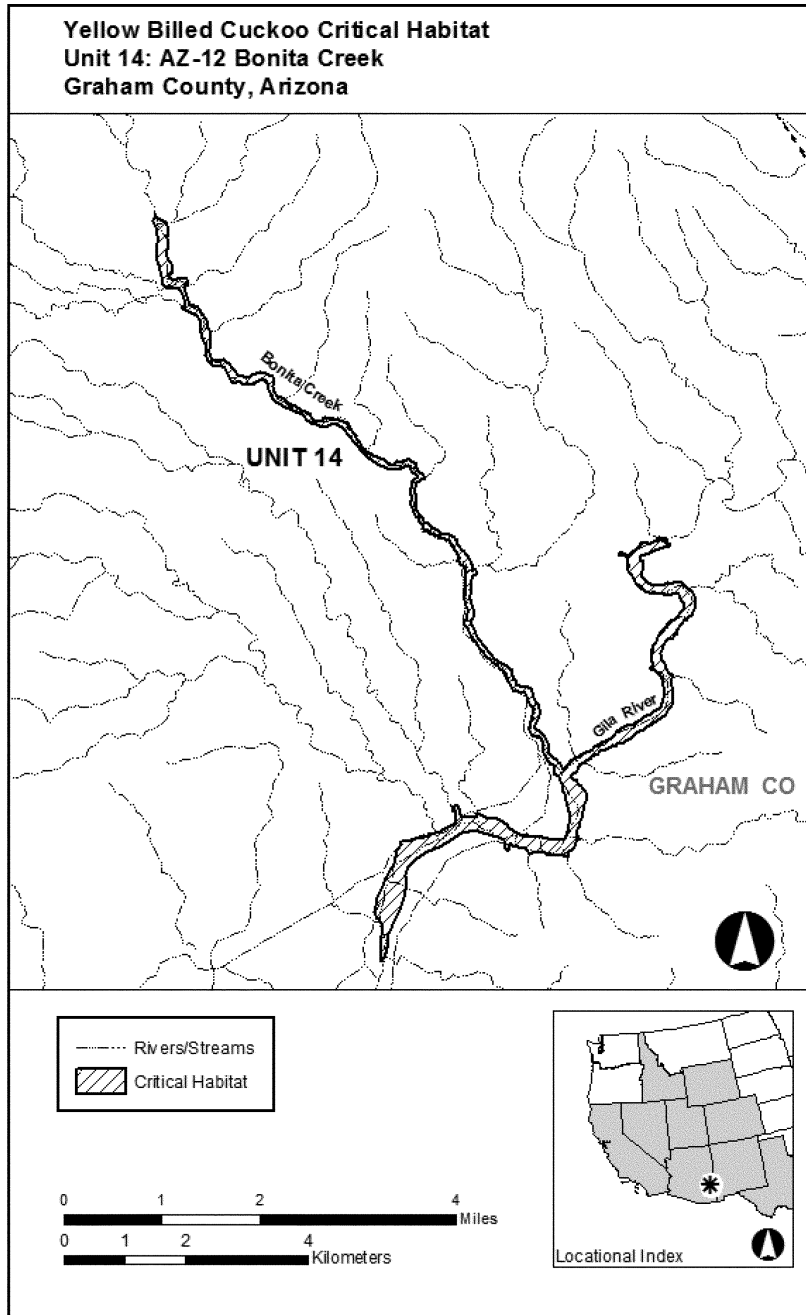 Yellow Billed Cuckoo Critical Habitat
Unit 14: AZ-12 Bonita Creek
Graham County, Arizona
Bonita Creek
UNIT 14
Gila River
GRAHAM CO
Rivers/Streams
Critical Habitat
0 1 2 4
Miles
0 1 2 4
Kilometers
Locational Index